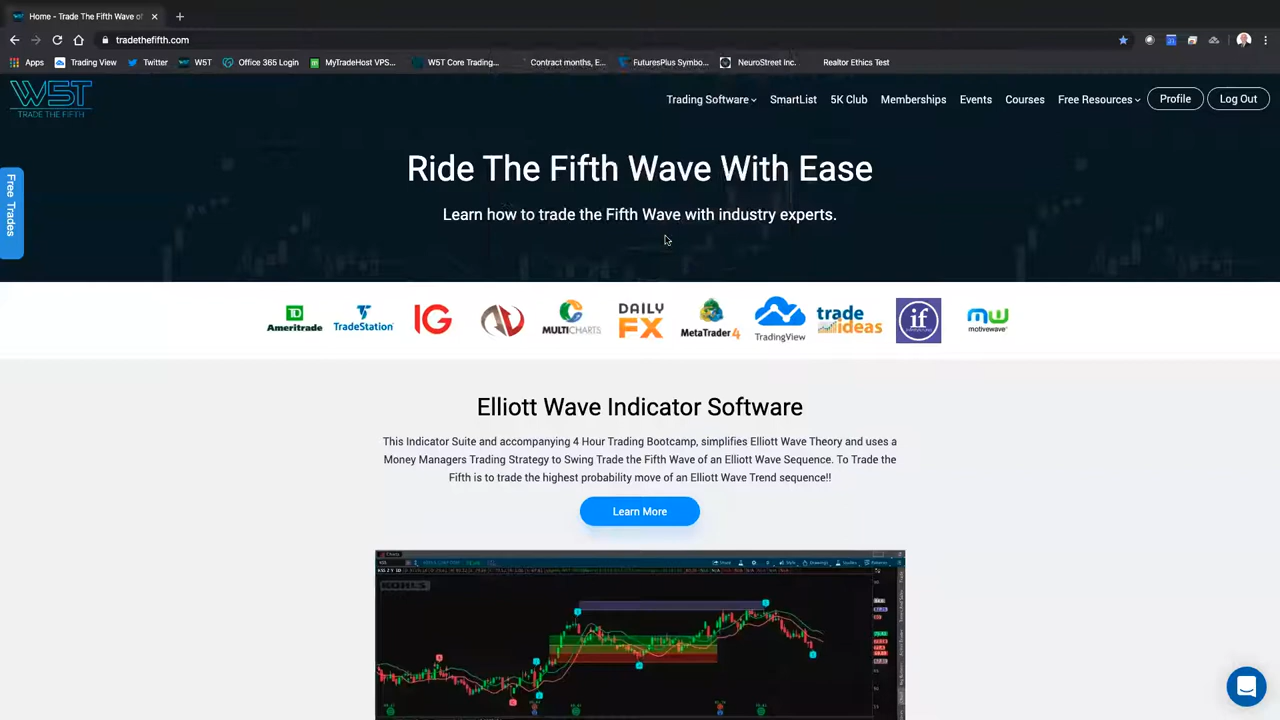 Home - Trade The Fifth Wave of
tradethefifth.com
Apps
Trading View
Twitter
W5T
Office 365 Login
MyTradeHost VPS...
W5T Core Trading...
Contract months, E...
FuturesPlus Symbo...
NeuroStreet Inc.
Realtor Ethics Test
W5T
TRADE THE FIFTH
Trading Software
SmartList
5K Club
Memberships
Events
Courses
Free Resources
Profile
Log Out
Free Trades
Ride The Fifth Wave With Ease
Learn how to trade the Fifth Wave with industry experts.
TD
Ameritrade
TradeStation
IG
MULTICHARTS
DAILY
FX
MetaTrader 4
TradingView
trade
ideas
if
mw
motivewave
Elliott Wave Indicator Software
This Indicator Suite and accompanying 4 Hour Trading Bootcamp, simplifies Elliott Wave Theory and uses a
Money Managers Trading Strategy to Swing Trade the Fifth Wave of an Elliott Wave Sequence. To Trade the
Fifth is to trade the highest probability move of an Elliott Wave Trend sequence!!
Learn More
Charts
KOHLS